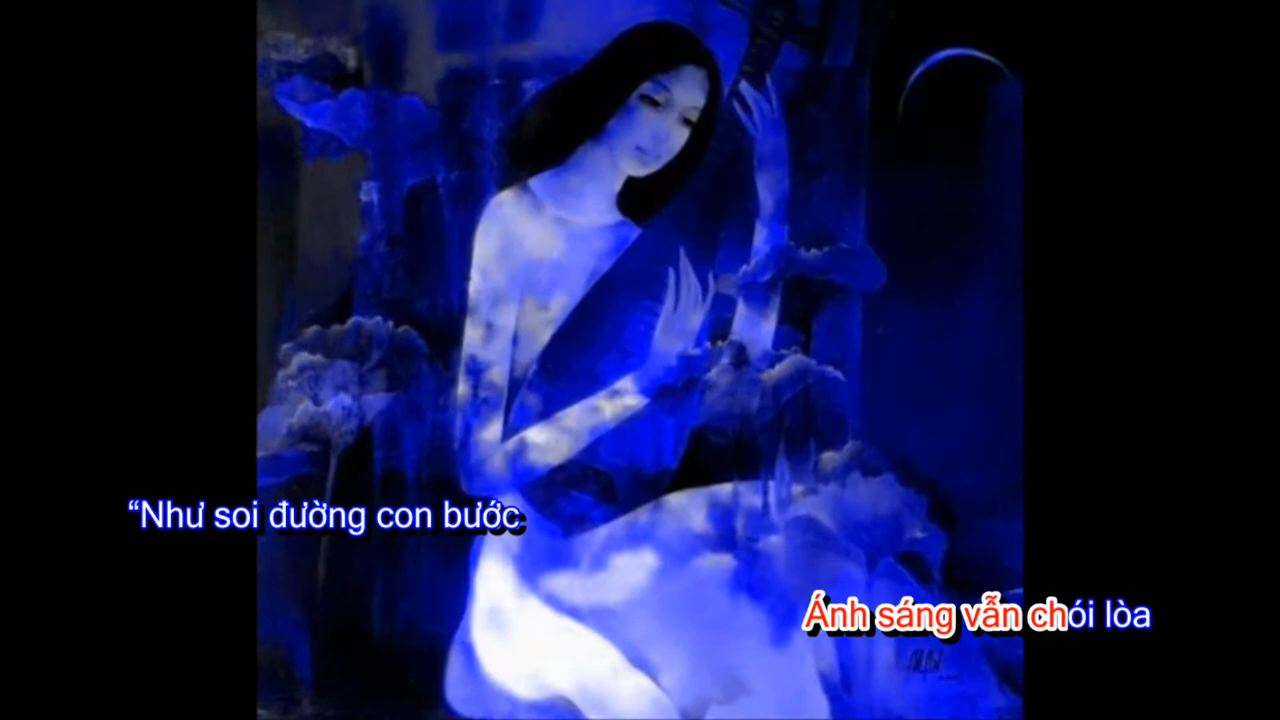 “Như soi đường con bước
Ánh sáng vẫn chói lòa